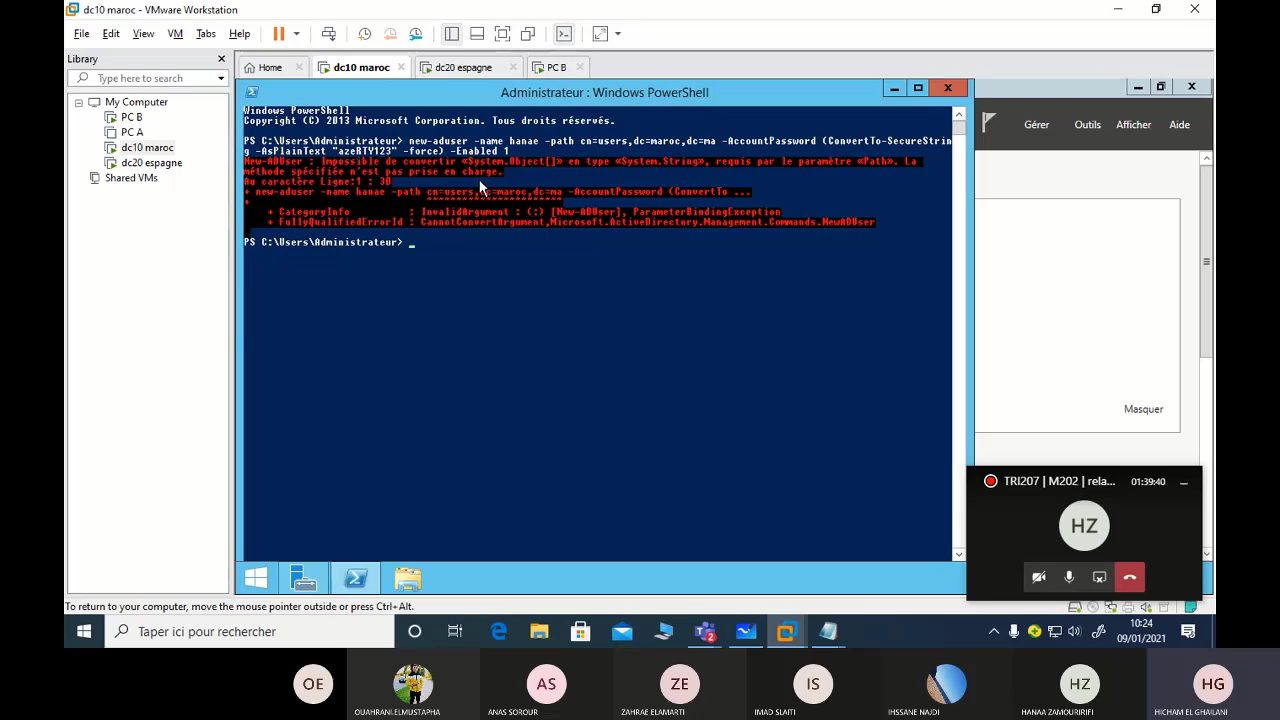 dc10 maroc - VMware Workstation
File Edit View VM Tabs Help
Library
Type here to search
My Computer
PC B
PC A
dc10 maroc
dc20 espagne
Shared VMs
Home
dc10 maroc
dc20 espagne
PC B
Administrateur : Windows PowerShell
Windows PowerShell
Copyright (C) 2013 Microsoft Corporation. Tous droits réservés.
PS C:\Users\Administrateur> new-aduser -name hanae -path cn=users,dc=maroc,dc=ma -AccountPassword (ConvertTo-SecureStrin
g -AsPlainText "azeRTY123" -force) -Enabled 1
New-ADUser : Impossible de convertir «System.Object[]» en type «System.String», requis par le paramètre «Path». La
méthode spécifiée n'est pas prise en charge.
Au caractère Ligne:1 : 30
+ new-aduser -name hanae -path cn=users,dc=maroc,dc=ma -AccountPassword (ConvertTo ...
+
+ CategoryInfo : InvalidArgument : (:) [New-ADUser], ParameterBindingException
+ FullyQualifiedErrorId : CannotConvertArgument,Microsoft.ActiveDirectory.Management.Commands.NewADUser
PS C:\Users\Administrateur> _
Gérer Outils Afficher Aide
Masquer
TRI207 | M202 | rela... 01:39:40
HZ
To return to your computer, move the mouse pointer outside or press Ctrl+Alt.
Taper ici pour rechercher
2
10:24
09/01/2021
OE
OUAHRANI.ELMUSTAPHA
AS
ANAS SOROUR
ZE
ZAHRAE ELAMARTI
IS
IMAD SLAITI
IHSSANE NAJDI
HZ
HANAA ZAMOURIRFI
HG
HICHAM EL GHAILANI